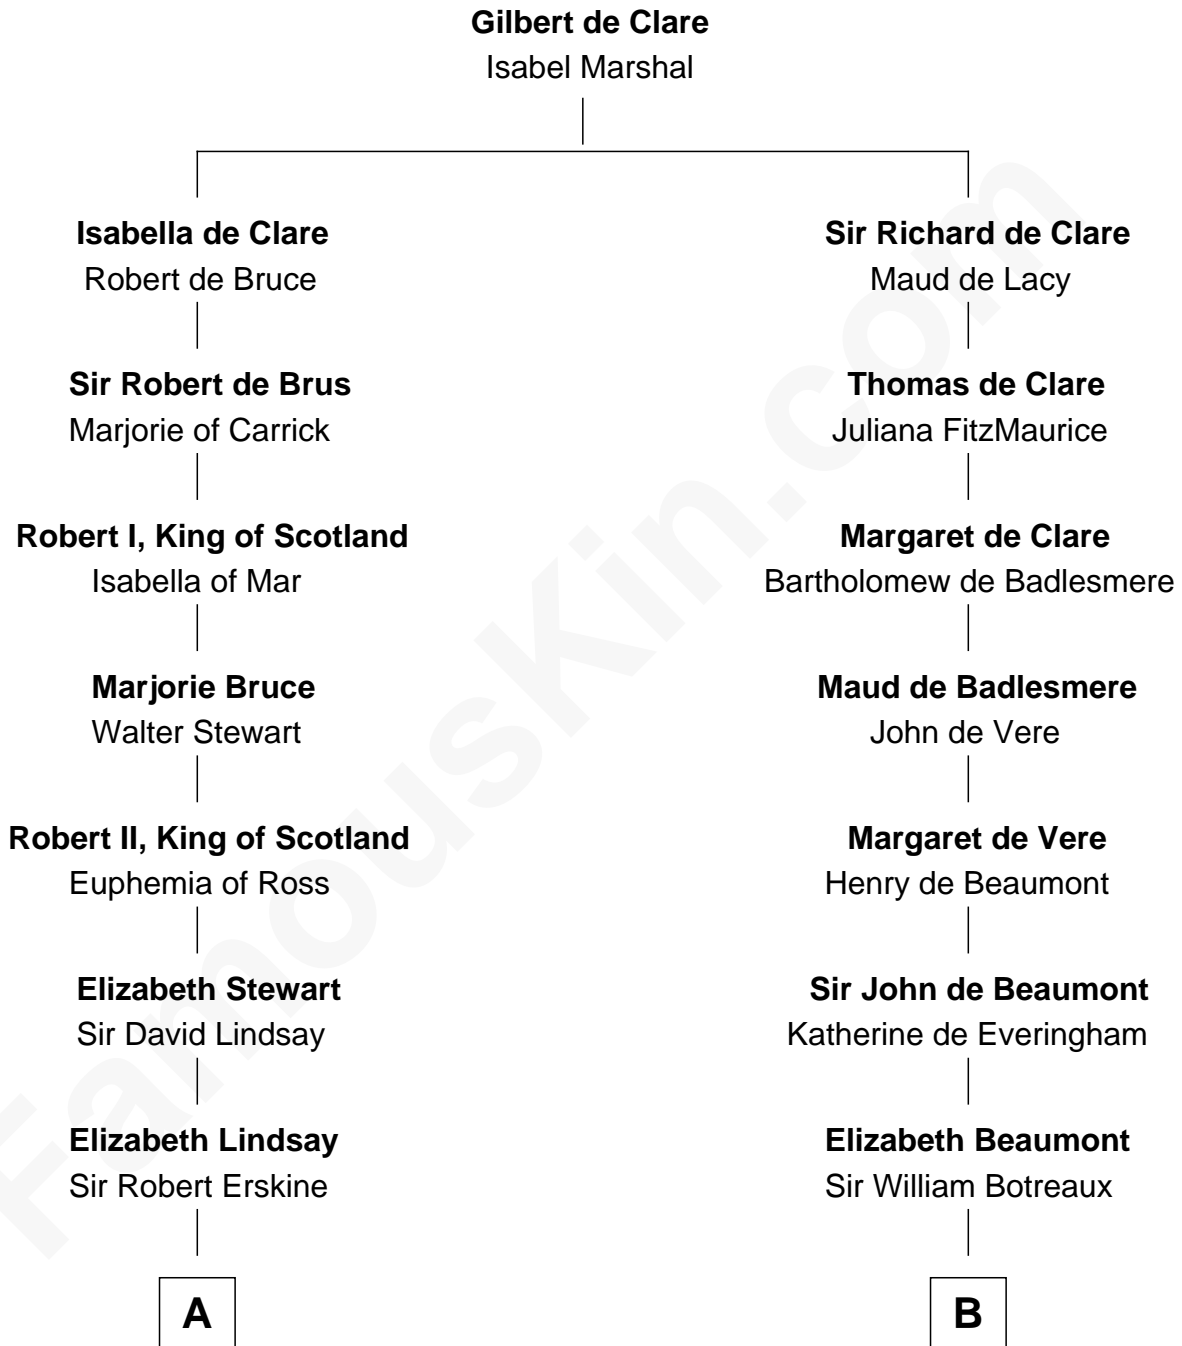 Gilbert de Clare
Isabel Marshal
Isabella de Clare
Robert de Bruce
Sir Richard de Clare
Maud de Lacy
Sir Robert de Brus
Marjorie of Carrick
Thomas de Clare
Juliana FitzMaurice
Robert I, King of Scotland
Isabella of Mar
Margaret de Clare
Bartholomew de Badlesmere
Marjorie Bruce
Walter Stewart
Maud de Badlesmere
John de Vere
Robert II, King of Scotland
Euphemia of Ross
Margaret de Vere
Henry de Beaumont
Elizabeth Stewart
Sir David Lindsay
Sir John de Beaumont
Katherine de Everingham
Elizabeth Lindsay
Sir Robert Erskine
Elizabeth Beaumont
Sir William Botreaux
A
B
FamousKin.com